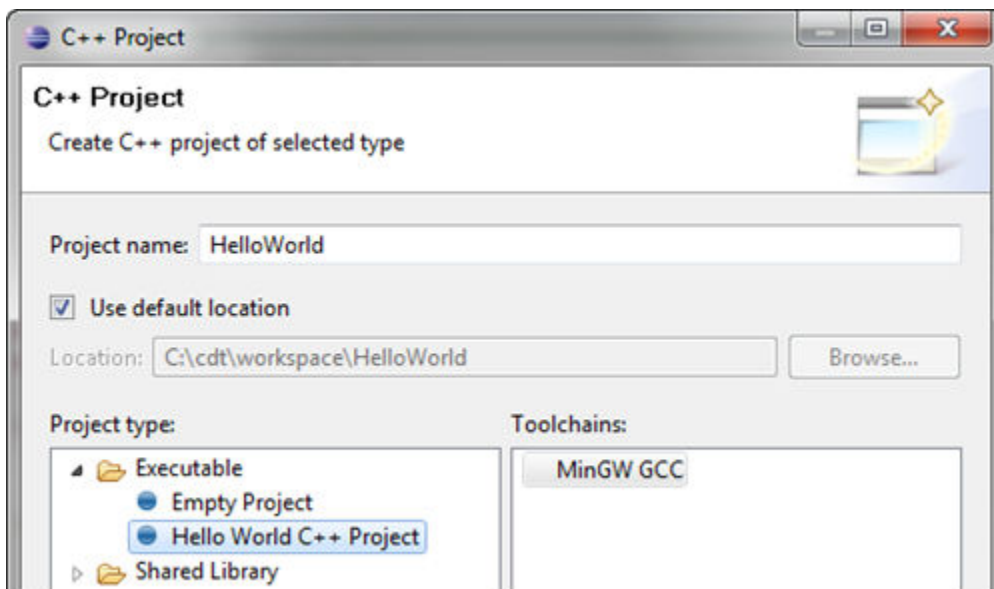 C++ Project
C++ Project
Create C++ project of selected type
Project name: HelloWorld
Use default location
Location: C:\cdt\workspace\HelloWorld Browse...
Project type: Toolchains:
Executable MinGW GCC
Empty Project
Hello World C++ Project
Shared Library